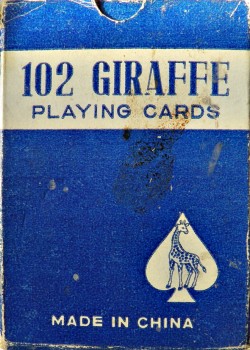 102 GIRAFFE
PLAYING CARDS
MADE IN CHINA